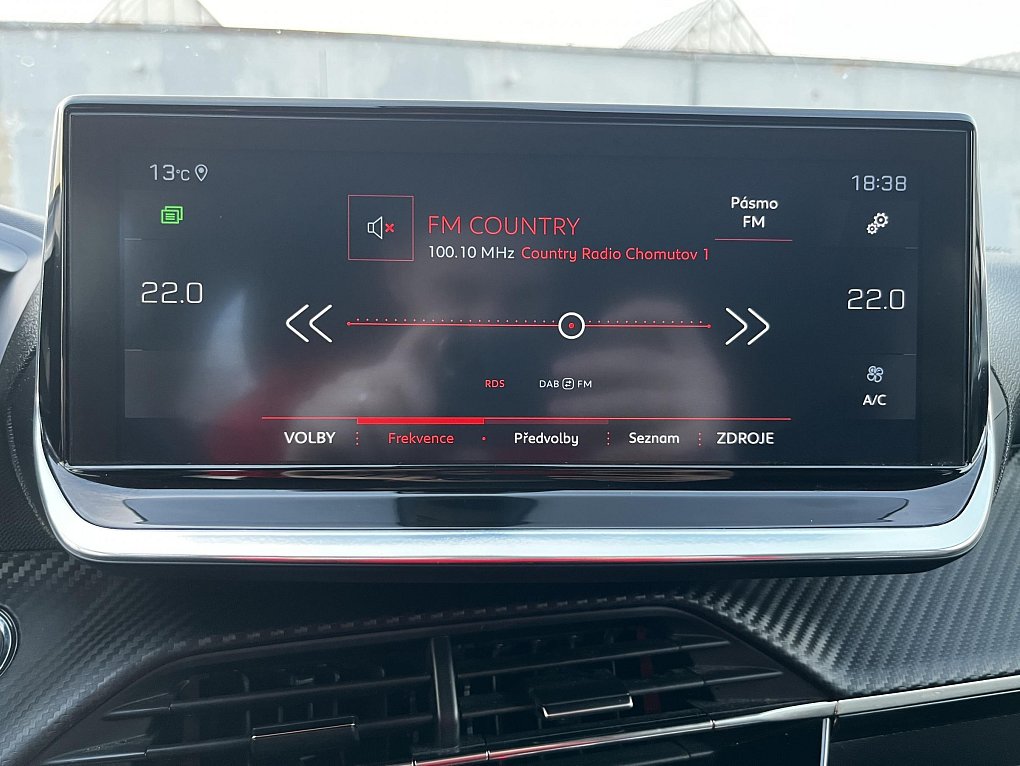 13°C
18:38
FM COUNTRY
100.10 MHz Country Radio Chomutov 1
Pásmo
FM
22.0
22.0
RDS
DAB FM
A/C
VOLBY
Frekvence
Předvolby
Seznam
ZDROJE